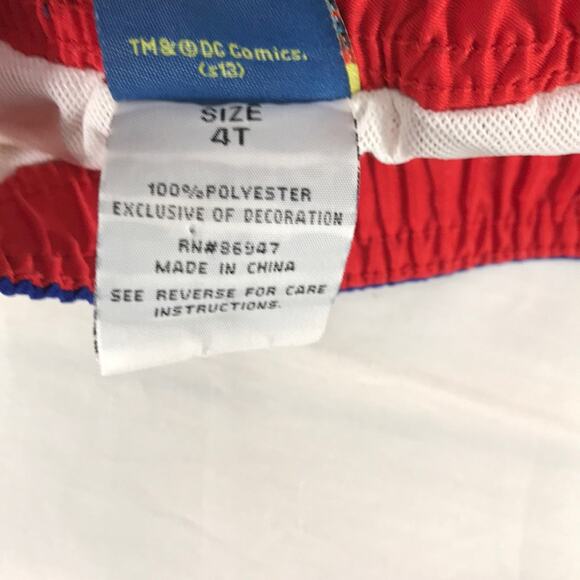 TM&©DC Comics.
(s13)
SIZE
4T
100%POLYESTER
EXCLUSIVE OF DECORATION
RN#86947
MADE IN CHINA
SEE REVERSE FOR CARE
INSTRUCTIONS.